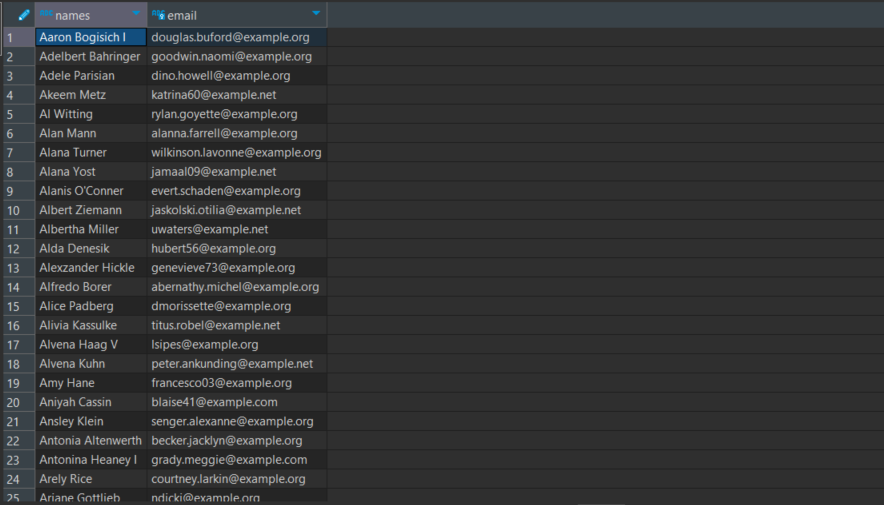 names email
1 Aaron Bogisich I douglas.buford@example.org
2 Adelbert Bahringer goodwin.naomi@example.org
3 Adele Parisian dino.howell@example.org
4 Akeem Metz katrina60@example.net
5 Al Witting rylan.goyette@example.org
6 Alan Mann alanna.farrell@example.org
7 Alana Turner wilkinson.lavonne@example.org
8 Alana Yost jamaal09@example.net
9 Alanis O'Conner evert.schaden@example.org
10 Albert Ziemann jaskolski.otilia@example.net
11 Albertha Miller uwaters@example.net
12 Alda Denesik hubert56@example.org
13 Alexzander Hickle genevieve73@example.org
14 Alfredo Borer abernathy.michel@example.org
15 Alice Padberg dmorissette@example.org
16 Alivia Kassulke titus.robel@example.net
17 Alvena Haag V lsipes@example.org
18 Alvena Kuhn peter.ankunding@example.net
19 Amy Hane francesco03@example.org
20 Aniyah Cassin blaise41@example.com
21 Ansley Klein senger.alexanne@example.org
22 Antonia Altenwerth becker.jacklyn@example.org
23 Antonina Heaney I grady.meggie@example.com
24 Arely Rice courtney.larkin@example.org
25 Ariane Gottlieb ndicki@example.org